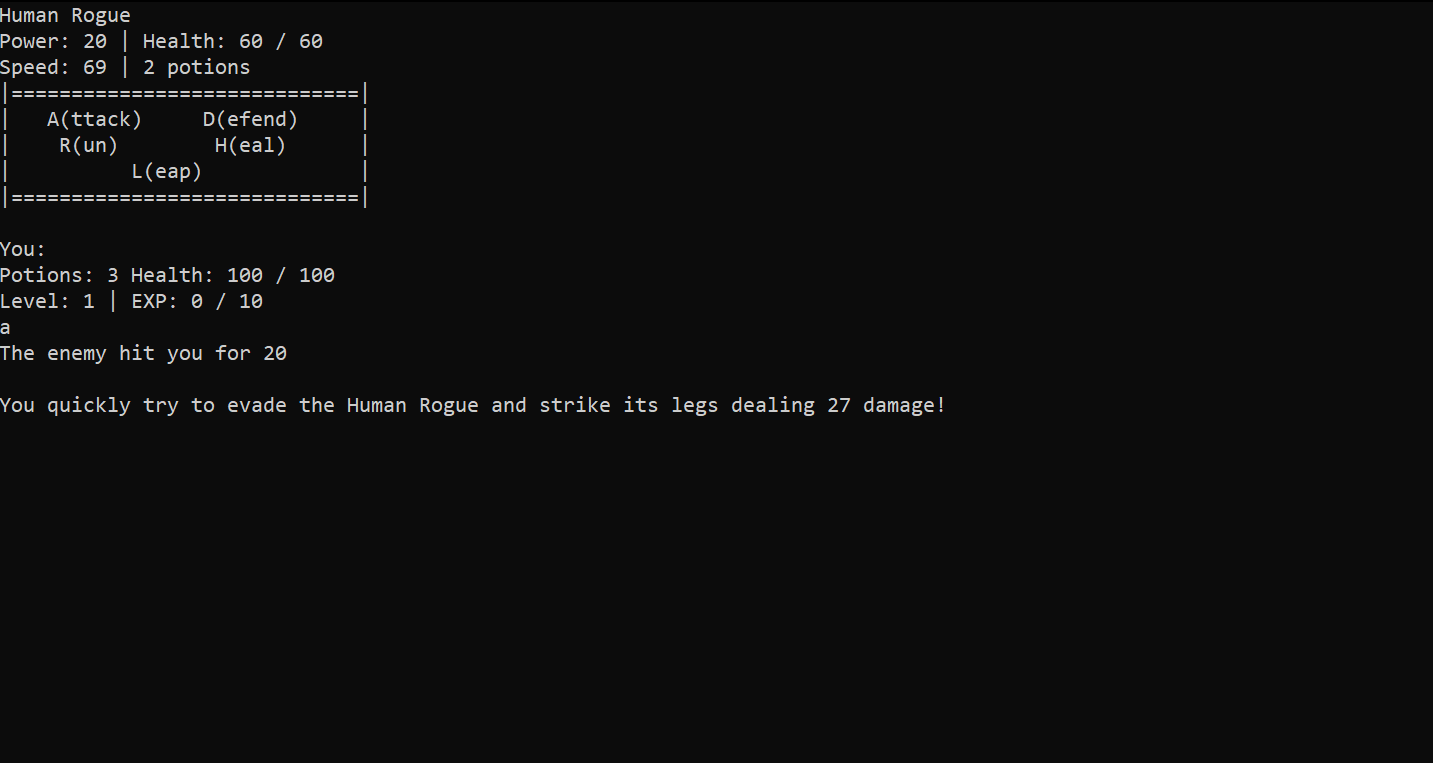 Human Rogue
Power: 20 | Health: 60 / 60
Speed: 69 | 2 potions
|=============================|
|   A(ttack)     D(efend)     |
|    R(un)        H(eal)      |
|          L(eap)             |
|=============================|
You:
Potions: 3 Health: 100 / 100
Level: 1 | EXP: 0 / 10
a
The enemy hit you for 20
You quickly try to evade the Human Rogue and strike its legs dealing 27 damage!